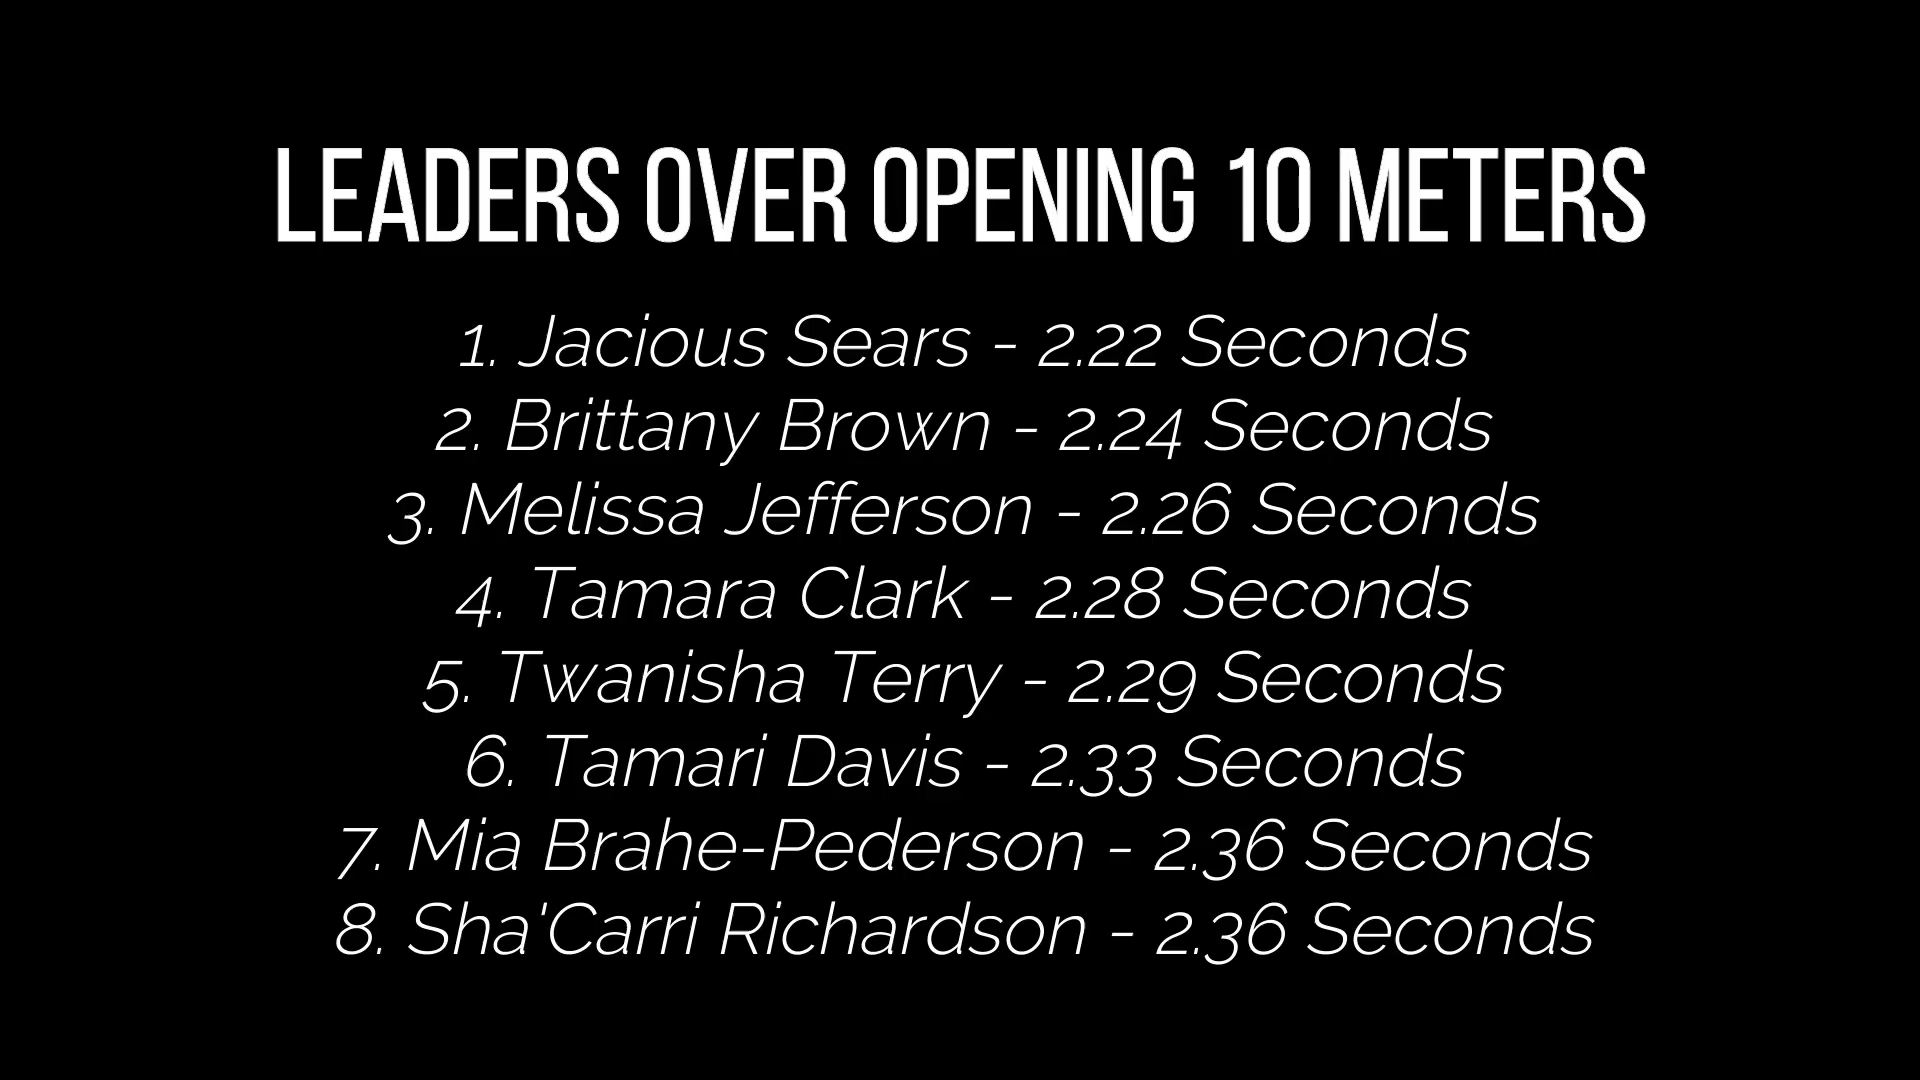 LEADERS OVER OPENING 10 METERS
1. Jacious Sears - 2.22 Seconds
2. Brittany Brown - 2.24 Seconds
3. Melissa Jefferson - 2.26 Seconds
4. Tamara Clark - 2.28 Seconds
5. Twanisha Terry - 2.29 Seconds
6. Tamari Davis - 2.33 Seconds
7. Mia Brahe-Pederson - 2.36 Seconds
8. Sha'Carri Richardson - 2.36 Seconds